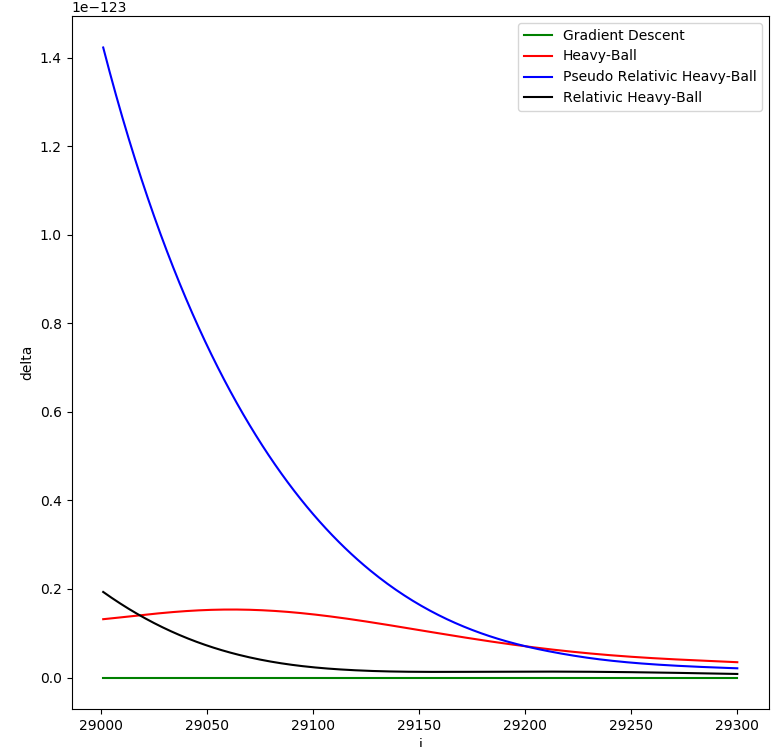 1e−123
Gradient Descent
Heavy-Ball
Pseudo Relativic Heavy-Ball
Relativic Heavy-Ball
1.4
1.2
1.0
0.8
0.6
0.4
0.2
0.0
delta
29000 29050 29100 29150 29200 29250 29300
i